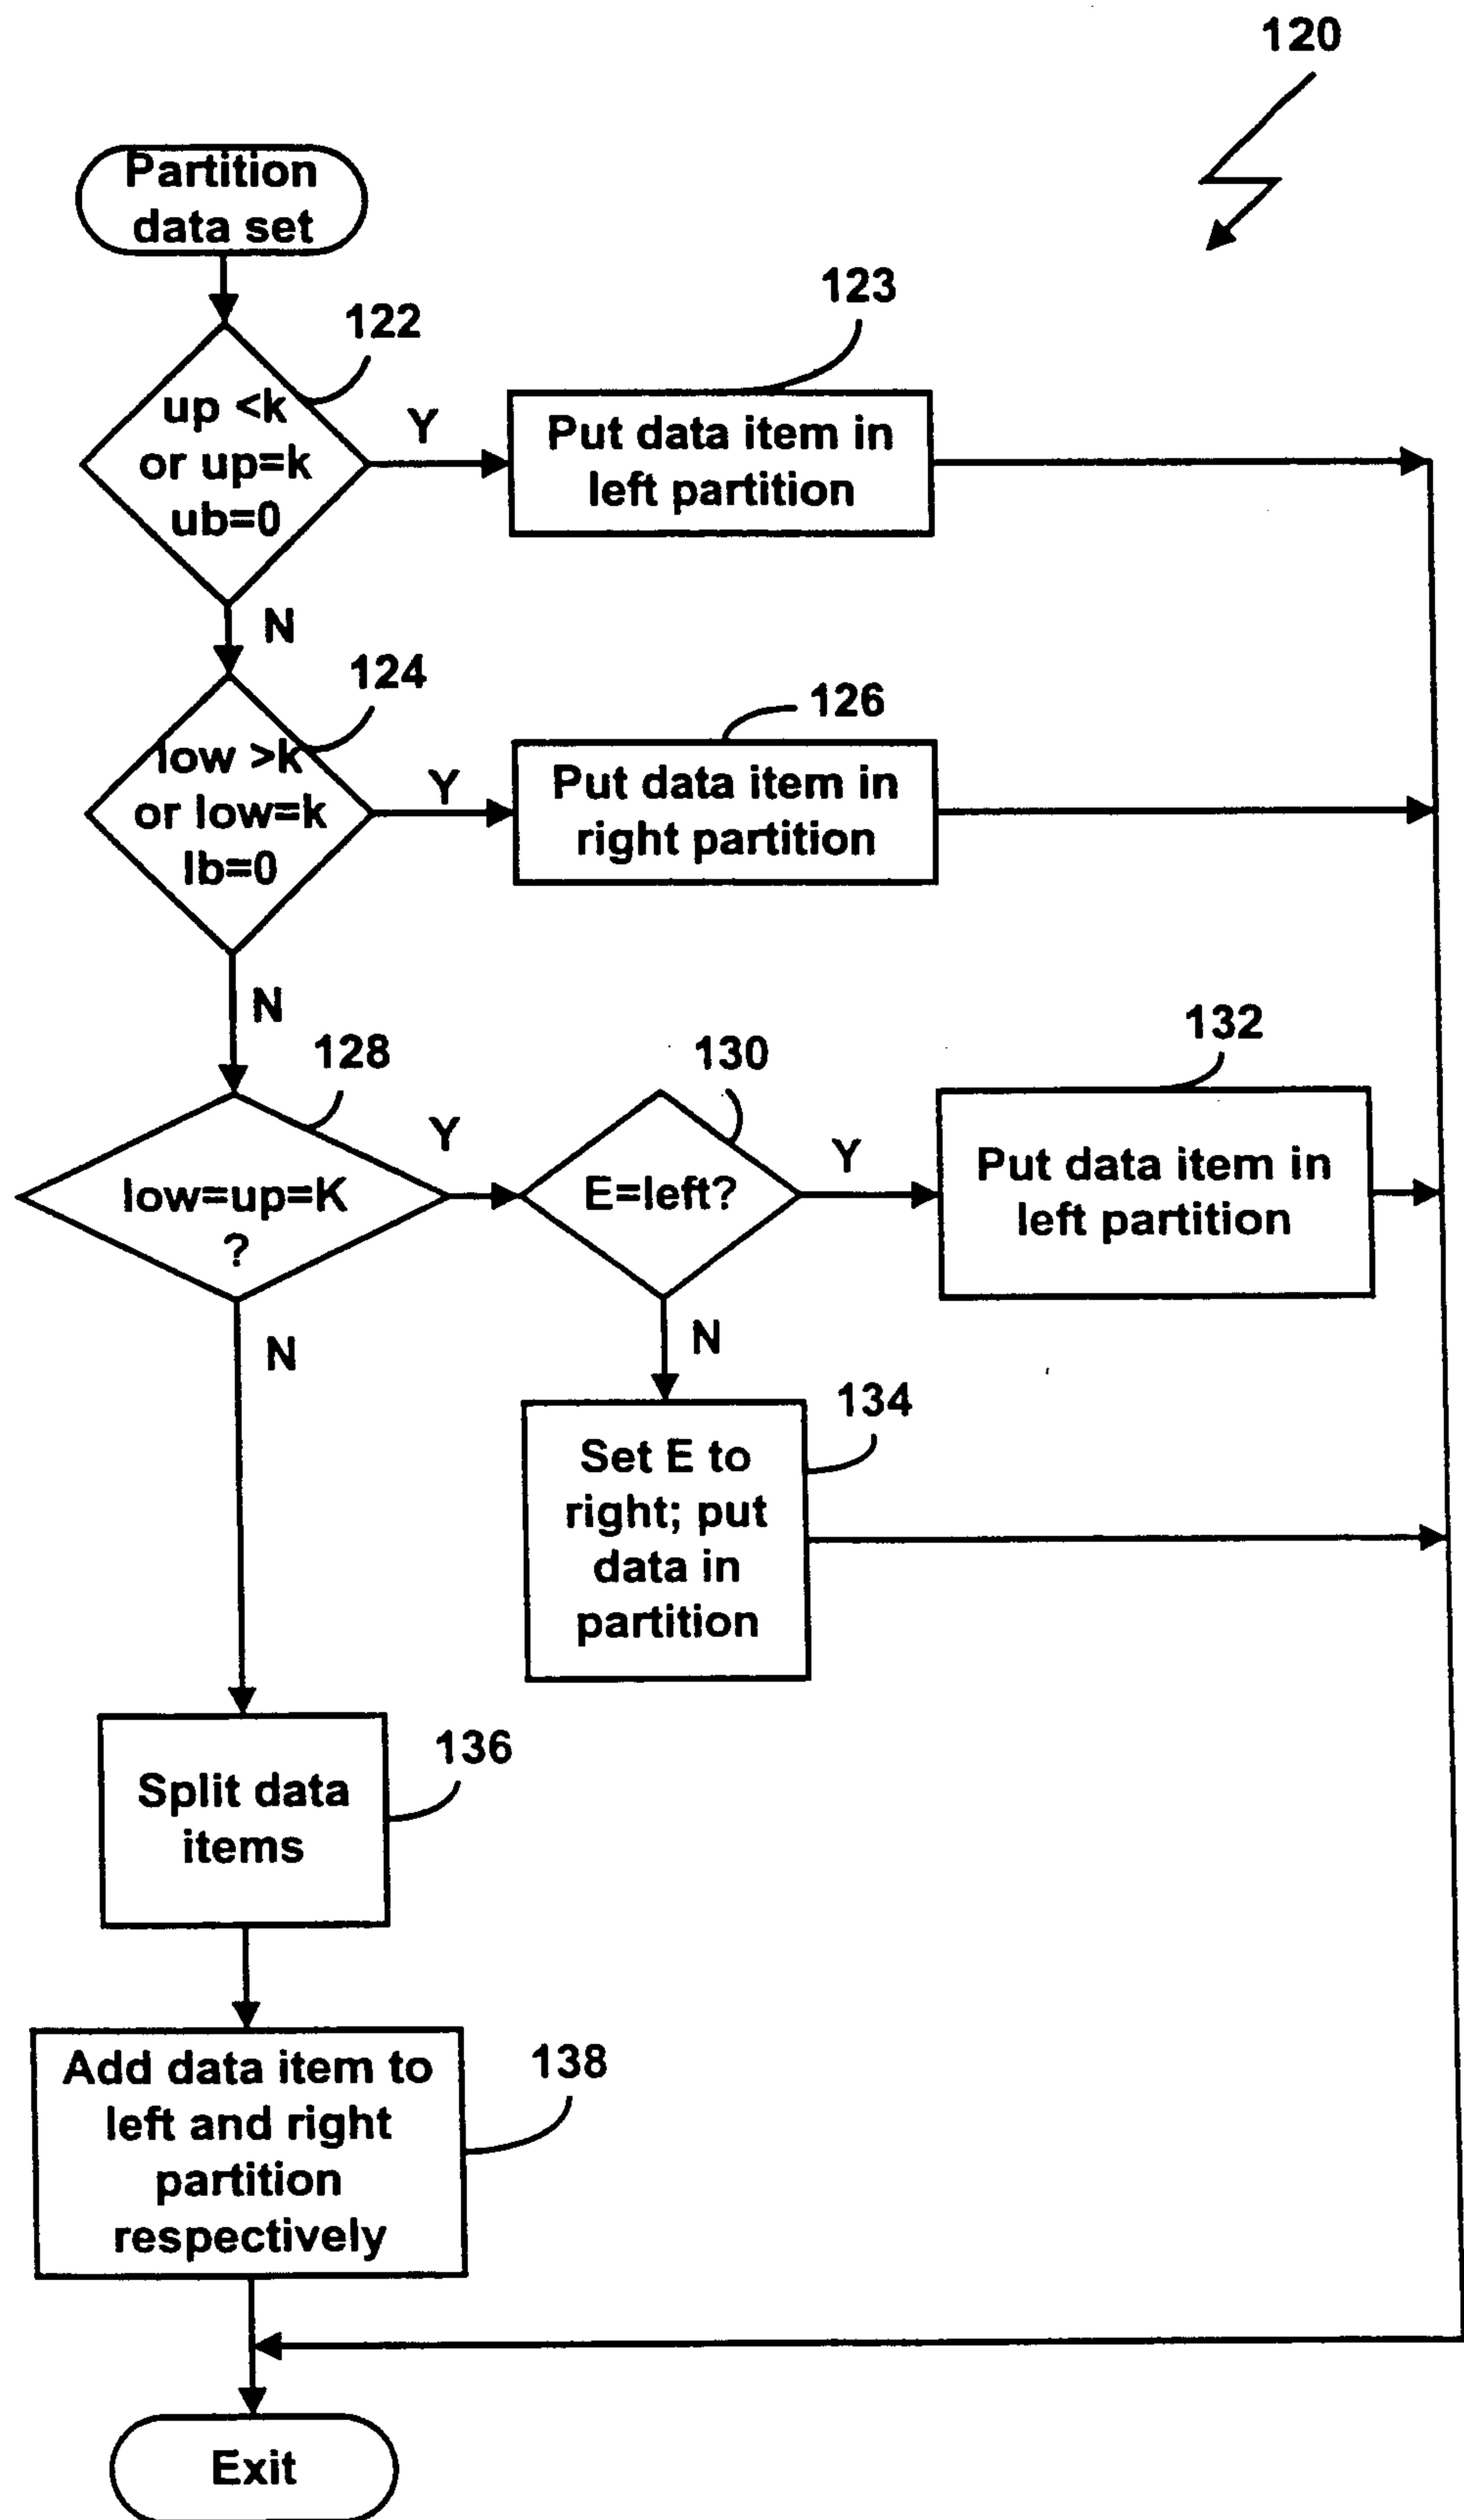 120
Partition
data set
122
123
up <k
or up=k
ub=0
Y
Put data item in
left partition
N
124
126
low >k
or low=k
lb=0
Y
Put data item in
right partition
N
128
130
132
low=up=K
?
Y
E=left?
Y
Put data item in
left partition
N
N
134
Set E to
right; put
data in
partition
136
Split data
items
138
Add data item to
left and right
partition
respectively
Exit